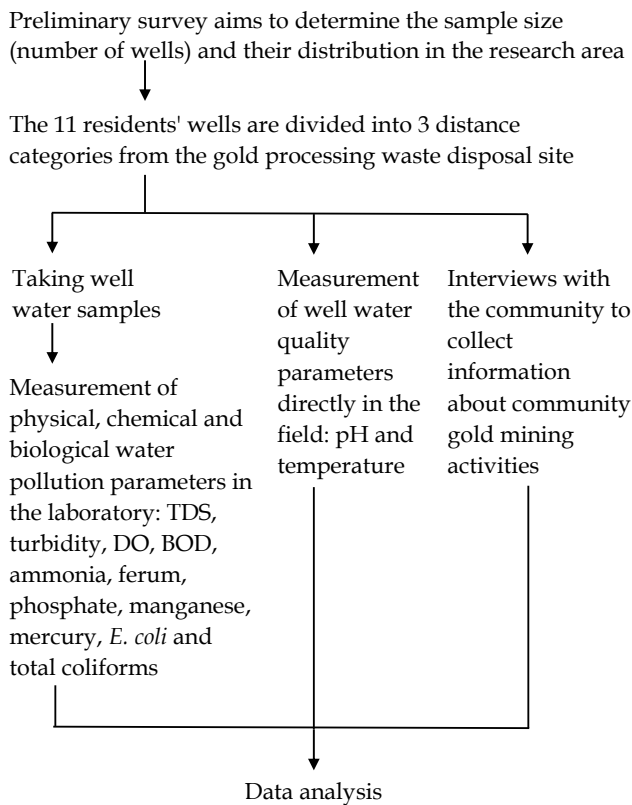 Preliminary survey aims to determine the sample size
(number of wells) and their distribution in the research area
The 11 residents' wells are divided into 3 distance
categories from the gold processing waste disposal site
Taking well
water samples
Measurement of
physical, chemical and
biological water
pollution parameters in
the laboratory: TDS,
turbidity, DO, BOD,
ammonia, ferum,
phosphate, manganese,
mercury, E. coli and
total coliforms
Measurement
of well water
quality
parameters
directly in the
field: pH and
temperature
Interviews with
the community to
collect
information
about community
gold mining
activities
Data analysis